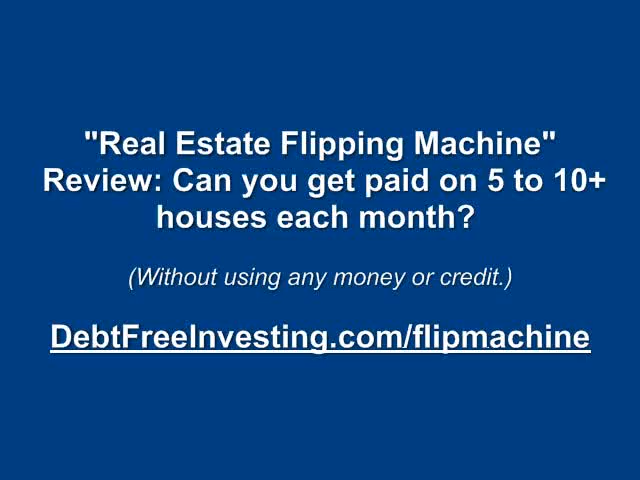 "Real Estate Flipping Machine"
Review: Can you get paid on 5 to 10+
houses each month?
(Without using any money or credit.)
DebtFreeInvesting.com/flipmachine